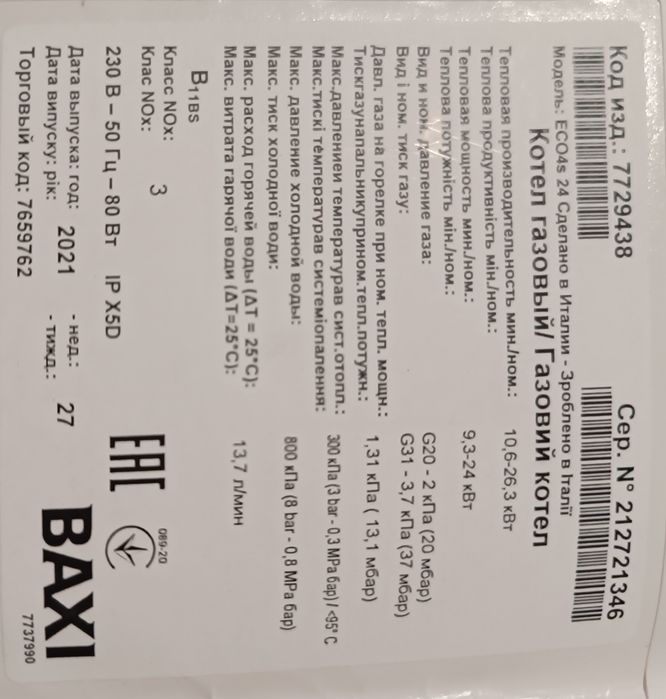 Код изд.: 7729438 Сер. N° 212721346
Модель: ECO4s 24 Сделано в Италии - Зроблено в Італії
Котел газовый/ Газовий котел
Тепловая производительность мин./ном.: 10,6-26,3 кВт
Теплова продуктивність мін./ном.:
Тепловая мощность мин./ном.: 9,3-24 кВт
Теплова потужність мін./ном.:
Вид и ном. давление газа: G20 - 2 кПа (20 мбар)
Вид і ном. тиск газу: G31 - 3,7 кПа (37 мбар)
Давл. газа на горелке при ном. тепл. мощн.: 1,31 кПа ( 13,1 мбар)
Тискгазунапальникуприном.тепл.потужн.:
Макс.давлениеи температурав сист.отопл.: 300 кПа (3 bar - 0,3 МPa бар) / <95° C
Макс.тискі температурав системіопалення:
Макс. давление холодной воды: 800 кПа (8 bar - 0,8 МPa бар)
Макс. тиск холодної води:
Макс. расход горячей воды (ΔT = 25°C): 13,7 л/мин
Макс. витрата гарячої води (ΔT=25°C):
B11BS
Класс NOx: 3
Клас NOx:
230 В – 50 Гц – 80 Вт IP X5D
EAC
089-20
Дата выпуска: год: 2021 - нед.: 27
Дата випуску: рік: - тижд.:
Торговый код: 7659762
BAXI
7737990